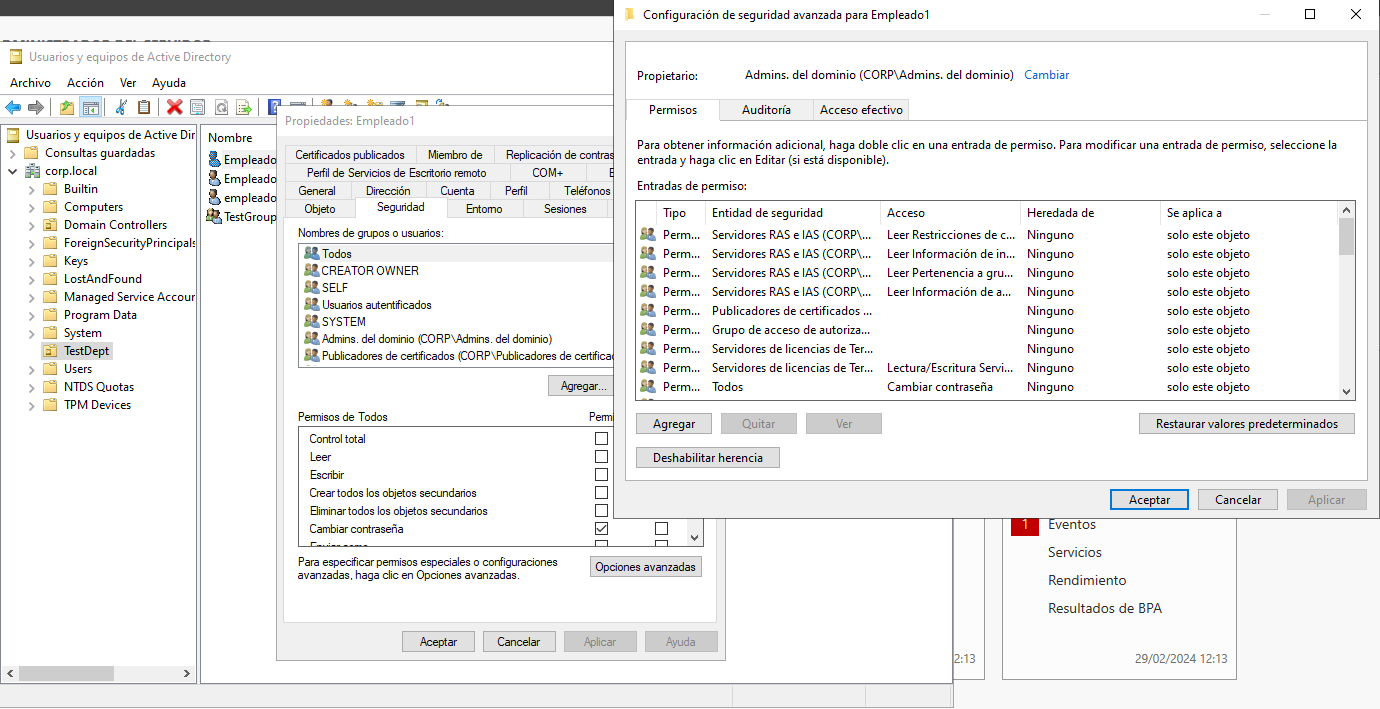 Usuarios y equipos de Active Directory
Archivo Acción Ver Ayuda
Usuarios y equipos de Active Dir
Consultas guardadas
corp.local
Builtin
Computers
Domain Controllers
ForeignSecurityPrincipals
Keys
LostAndFound
Managed Service Accour
Program Data
System
TestDept
Users
NTDS Quotas
TPM Devices
Nombre
Empleado
Empleado
empleado
TestGroup
Propiedades: Empleado1
Certificados publicados Miembro de Replicación de contras
Perfil de Servicios de Escritorio remoto COM+ E
General Dirección Cuenta Perfil Teléfonos
Objeto Seguridad Entorno Sesiones
Nombres de grupos o usuarios:
Todos
CREATOR OWNER
SELF
Usuarios autentificados
SYSTEM
Admins. del dominio (CORP\Admins. del dominio)
Publicadores de certificados (CORP\Publicadores de certifica
Agregar...
Permisos de Todos Permi
Control total
Leer
Escribir
Crear todos los objetos secundarios
Eliminar todos los objetos secundarios
Cambiar contraseña
Para especificar permisos especiales o configuraciones
avanzadas, haga clic en Opciones avanzadas.
Opciones avanzadas
Aceptar Cancelar Aplicar Ayuda
Configuración de seguridad avanzada para Empleado1
Propietario: Admins. del dominio (CORP\Admins. del dominio) Cambiar
Permisos Auditoría Acceso efectivo
Para obtener información adicional, haga doble clic en una entrada de permiso. Para modificar una entrada de permiso, seleccione la
entrada y haga clic en Editar (si está disponible).
Entradas de permiso:
Tipo Entidad de seguridad Acceso Heredada de Se aplica a
Perm... Servidores RAS e IAS (CORP\... Leer Restricciones de c... Ninguno solo este objeto
Perm... Servidores RAS e IAS (CORP\... Leer Información de in... Ninguno solo este objeto
Perm... Servidores RAS e IAS (CORP\... Leer Pertenencia a gru... Ninguno solo este objeto
Perm... Servidores RAS e IAS (CORP\... Leer Información de a... Ninguno solo este objeto
Perm... Publicadores de certificados ... Ninguno solo este objeto
Perm... Grupo de acceso de autoriza... Ninguno solo este objeto
Perm... Servidores de licencias de Ter... Ninguno solo este objeto
Perm... Servidores de licencias de Ter... Lectura/Escritura Servi... Ninguno solo este objeto
Perm... Todos Cambiar contraseña Ninguno solo este objeto
Agregar Quitar Ver Restaurar valores predeterminados
Deshabilitar herencia
Aceptar Cancelar Aplicar
1 Eventos
Servicios
Rendimiento
Resultados de BPA
2:13
29/02/2024 12:13